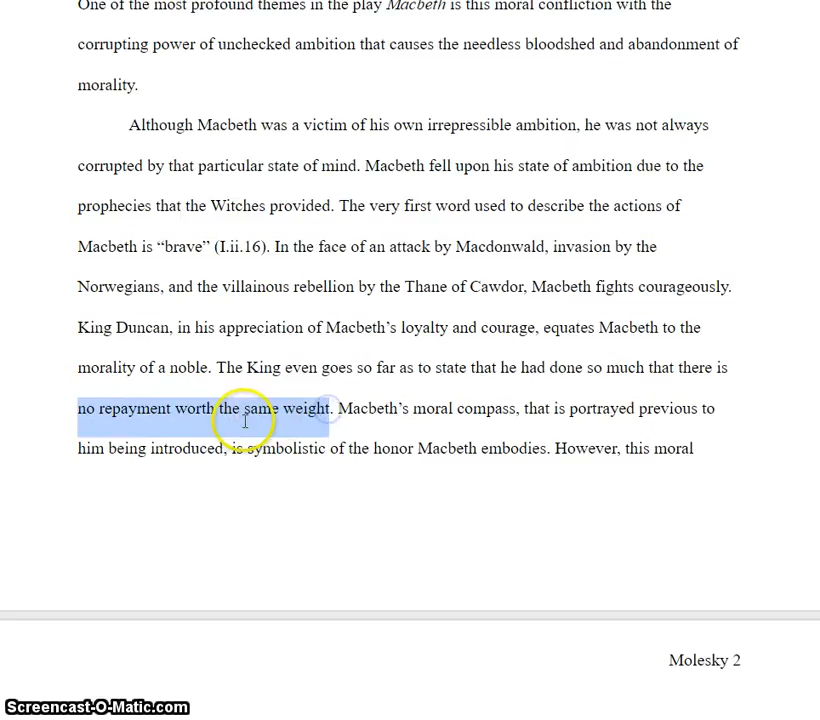 One of the most profound themes in the play Macbeth is this moral confliction with the
corrupting power of unchecked ambition that causes the needless bloodshed and abandonment of
morality.
Although Macbeth was a victim of his own irrepressible ambition, he was not always
corrupted by that particular state of mind. Macbeth fell upon his state of ambition due to the
prophecies that the Witches provided. The very first word used to describe the actions of
Macbeth is “brave” (I.ii.16). In the face of an attack by Macdonwald, invasion by the
Norwegians, and the villainous rebellion by the Thane of Cawdor, Macbeth fights courageously.
King Duncan, in his appreciation of Macbeth’s loyalty and courage, equates Macbeth to the
morality of a noble. The King even goes so far as to state that he had done so much that there is
no repayment worth the same weight. Macbeth’s moral compass, that is portrayed previous to
him being introduced, is symbolistic of the honor Macbeth embodies. However, this moral
Molesky 2
Screencast-O-Matic.com